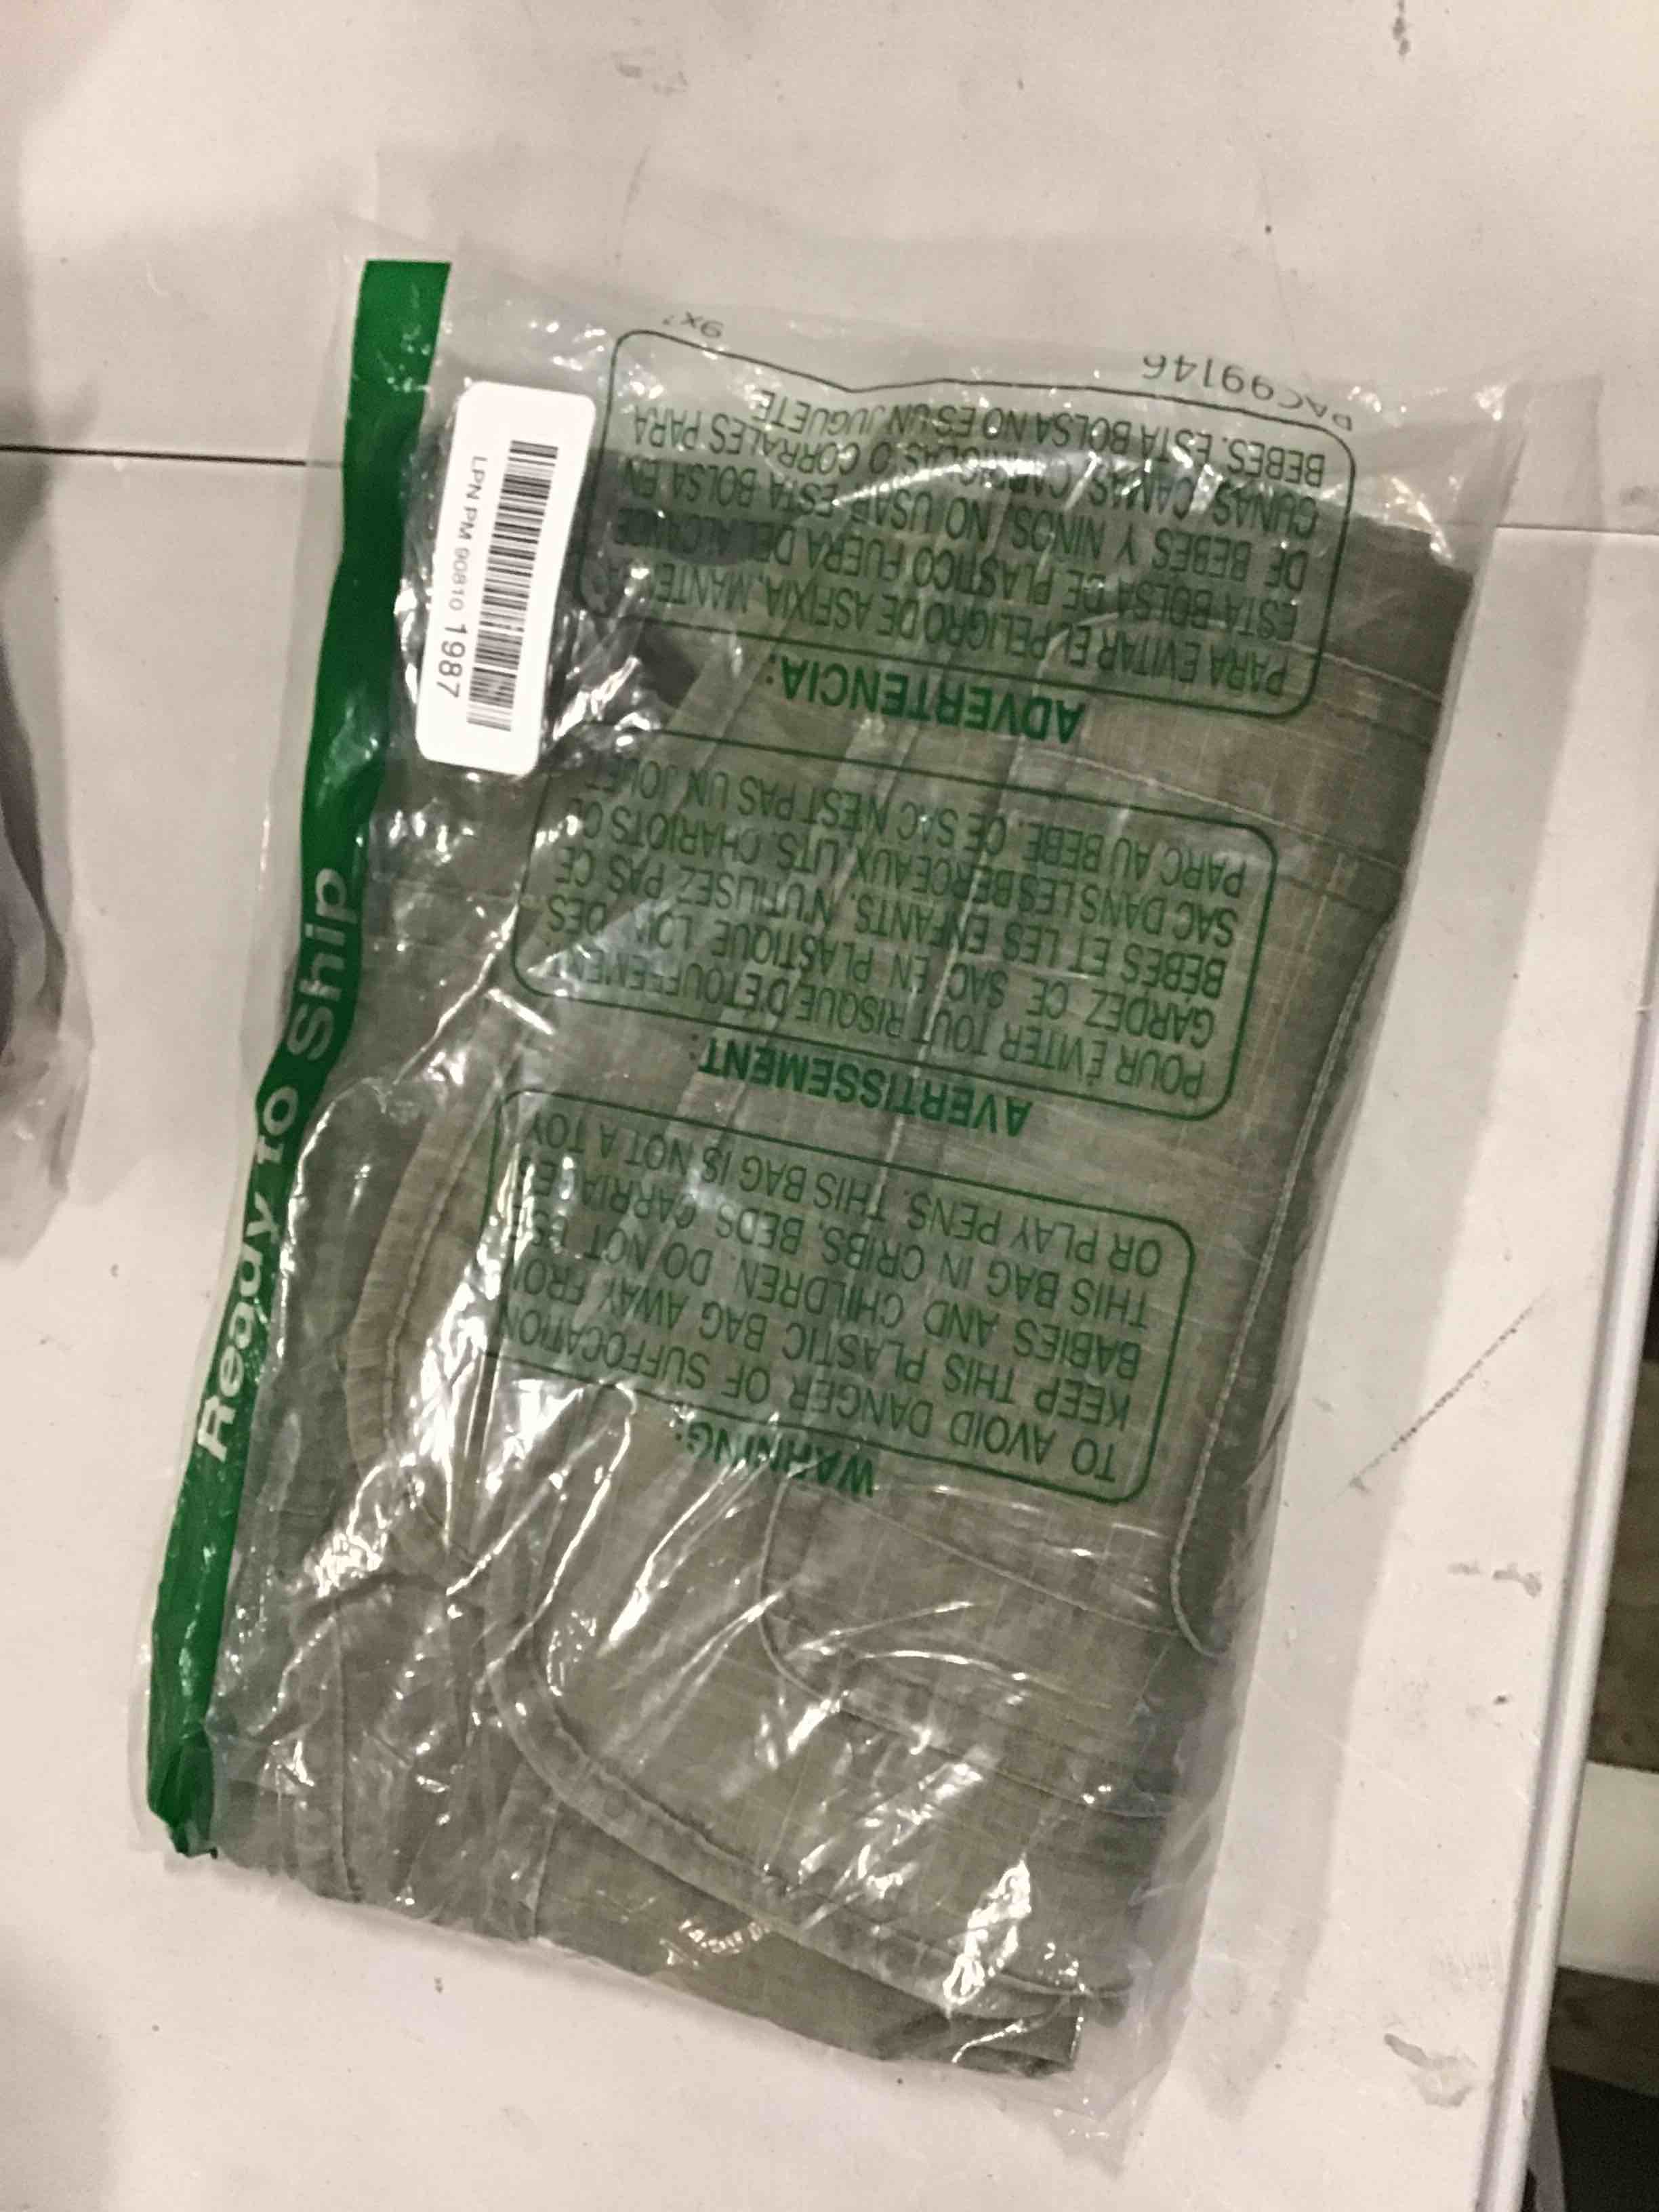 Ready to Ship
LPN PM 90810 1987
WARNING:
TO AVOID DANGER OF SUFFOCATION
KEEP THIS PLASTIC BAG AWAY FROM
BABIES AND CHILDREN. DO NOT USE
THIS BAG IN CRIBS, BEDS, CARRIAGES
OR PLAY PENS. THIS BAG IS NOT A TOY
AVERTISSEMENT:
POUR ÉVITER TOUT RISQUE D'ETOUFFEMENT
GARDEZ CE SAC EN PLASTIQUE LOIN DES
BÉBES ET LES ENFANTS. N'UTILISEZ PAS CE
SAC DANS LES BERCEAUX, LITS, CHARIOTS OU
PARC AU BEBE. CE SAC N'EST PAS UN JOUET
ADVERTENCIA:
PARA EVITAR EL PELIGRO DE ASFIXIA, MANTENER
ESTA BOLSA DE PLASTICO FUERA DEL ALCANCE
DE BEBES Y NINOS. NO USAR ESTA BOLSA EN
CUNAS, CAMAS, O CORRALES PARA
BEBES. ESTA BOLSA NO ES UN JUGUETE
PAC99146